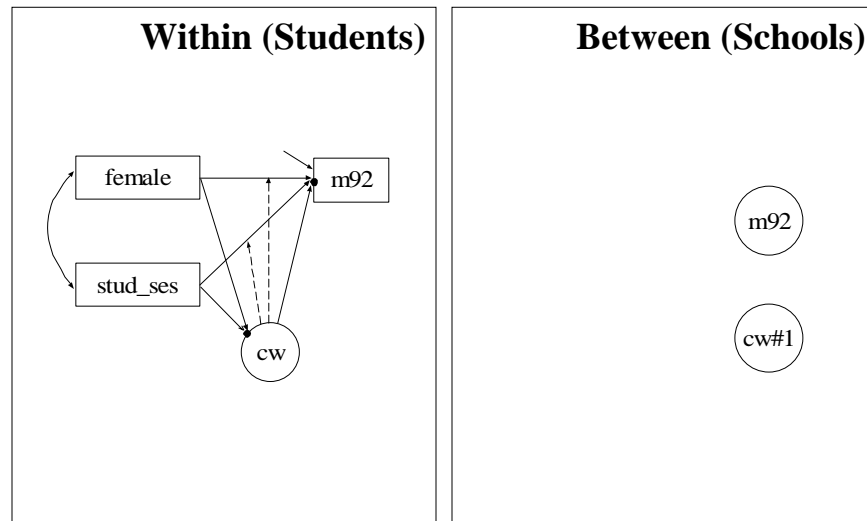 Within (Students)
Between (Schools)
female
m92
stud_ses
cw
m92
cw#1